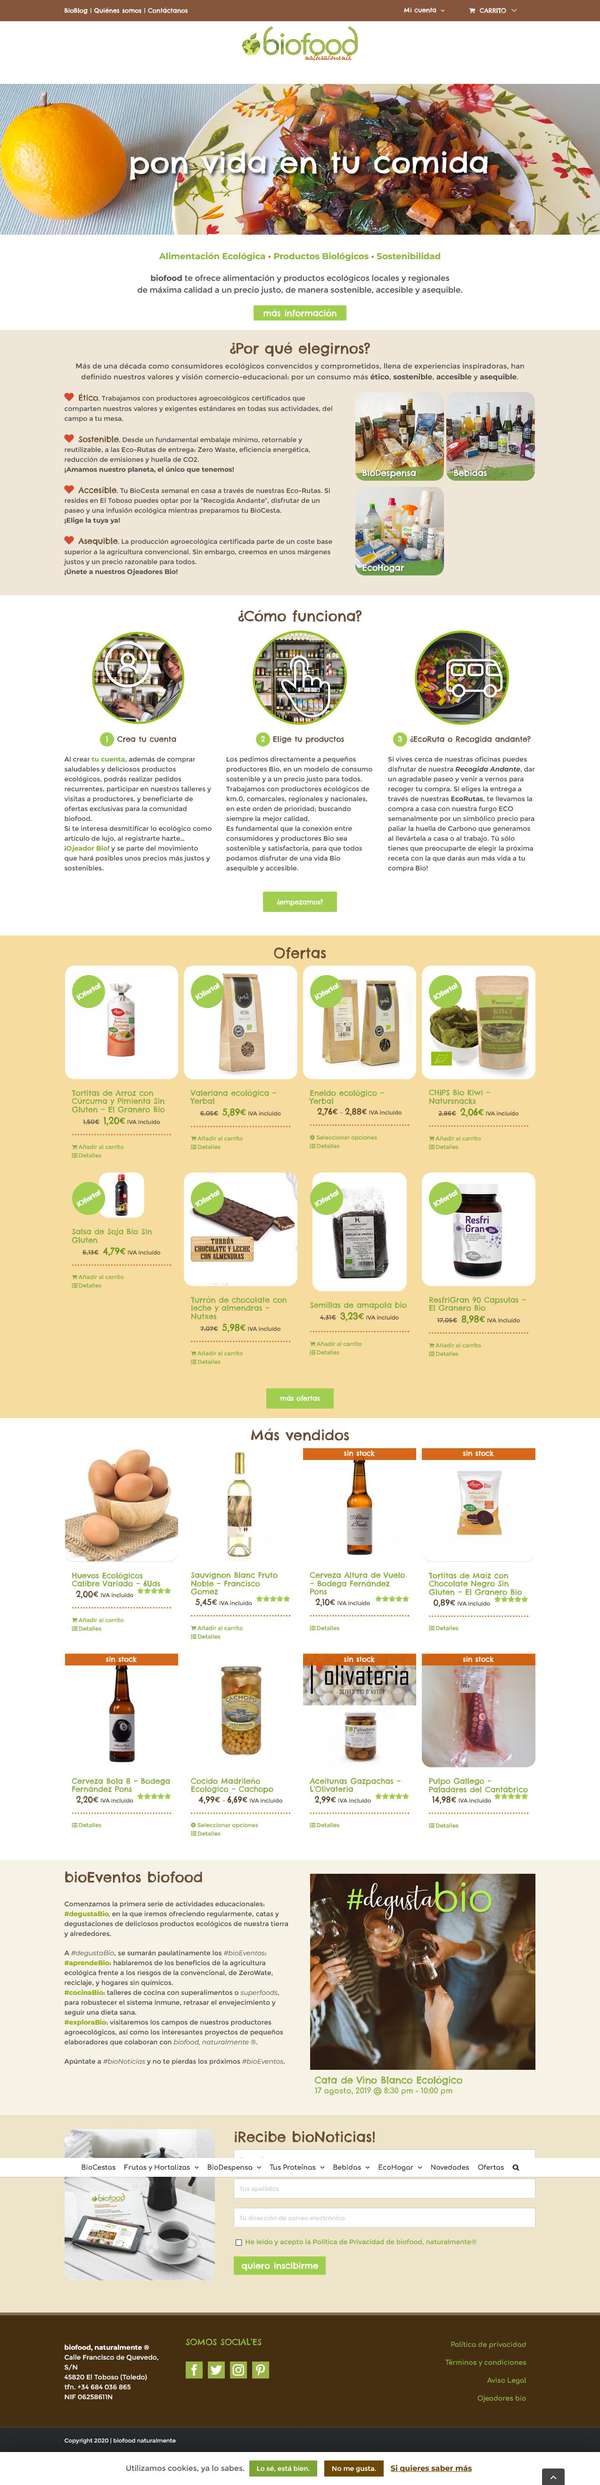 BioBlog | Quiénes somos | Contáctanos
Mi cuenta
CARRITO
biofood
naturalmente
pon vida en tu comida
Alimentación Ecológica • Productos Biológicos • Sostenibilidad
biofood te ofrece alimentación y productos ecológicos locales y regionales
de máxima calidad a un precio justo, de manera sostenible, accesible y asequible.
más información
¿Por qué elegirnos?
Más de una década como consumidores ecológicos convencidos y comprometidos, llena de experiencias inspiradoras, han
definido nuestros valores y visión comercio-educacional: por un consumo más ético, sostenible, accesible y asequible.
Ético. Trabajamos con productores agroecológicos certificados que
comparten nuestros valores y exigentes estándares en todas sus actividades, del
campo a tu mesa.
Sostenible. Desde un fundamental embalaje mínimo, retornable y
reutilizable, a las Eco-Rutas de entrega: Zero Waste, eficiencia energética,
reducción de emisiones y huella de CO2.
¡Amamos nuestro planeta, el único que tenemos!
Accesible. Tu BioCesta semanal en casa a través de nuestras Eco-Rutas. Si
resides en El Toboso puedes optar por la "Recogida Andante", disfrutar de un
paseo y una infusión ecológica mientras preparamos tu BioCesta.
¡Elige la tuya ya!
Asequible. La producción agroecológica certificada parte de un coste base
superior a la agricultura convencional. Sin embargo, creemos en unos márgenes
justos y un precio razonable para todos.
¡Únete a nuestros Ojeadores Bio!
BioDespensa
Bebidas
EcoHogar
¿Cómo funciona?
1 Crea tu cuenta
Al crear tu cuenta, además de comprar
saludables y deliciosos productos
ecológicos, podrás realizar pedidos
recurrentes, participar en nuestros talleres y
visitas a productores, y beneficiarte de
ofertas exclusivas para la comunidad
biofood.
Si te interesa desmitificar lo ecológico como
artículo de lujo, al registrarte hazte...
¡Ojeador Bio! y se parte del movimiento
que hará posibles unos precios más justos y
sostenibles.
2 Elige tu productos
Los pedimos directamente a pequeños
productores Bio, en un modelo de consumo
sostenible y a un precio justo para todos.
Trabajamos con productores ecológicos de
km.0, comarcales, regionales y nacionales,
en este orden de prioridad; buscando
siempre la mejor calidad.
Es fundamental que la conexión entre
consumidores y productores Bio sea
sostenible y satisfactoria, para que todos
podamos disfrutar de una vida Bio
asequible y accesible.
3 ¿EcoRuta o Recogida andante?
Si vives cerca de nuestras oficinas puedes
disfrutar de nuestra Recogida Andante, dar
un agradable paseo y venir a vernos para
recoger tu compra. Si eliges la entrega a
través de nuestras EcoRutas, te llevamos la
compra a casa con nuestra furgo ECO
semanalmente por un simbólico precio para
paliar la huella de Carbono que generamos
al llevártela a casa o al trabajo. Tú sólo
tienes que preocuparte de elegir la próxima
receta con la que darás aun más vida a tu
compra Bio!
¿empezamos?
Ofertas
¡Oferta!
¡Oferta!
¡Oferta!
¡Oferta!
KIWI
Tortitas de Arroz con
Cúrcuma y Pimienta Sin
Gluten – El Granero Bio
1,50€ 1,20€ IVA incluido
Añadir al carrito
Detalles
Valeriana ecológica –
Yerbal
6,05€ 5,89€ IVA incluido
Añadir al carrito
Detalles
Eneldo ecológico –
Yerbal
2,76€ - 2,88€ IVA incluido
Seleccionar opciones
Detalles
CHIPS Bio Kiwi –
Natursnacks
2,86€ 2,06€ IVA incluido
Añadir al carrito
Detalles
¡Oferta!
¡Oferta!
¡Oferta!
¡Oferta!
TURRÓN
CHOCOLATE Y LECHE
CON ALMENDRAS
Resfri
Gran
Salsa de Soja Bio Sin
Gluten
5,13€ 4,79€ IVA incluido
Añadir al carrito
Detalles
Turrón de chocolate con
leche y almendras –
Nutxes
7,07€ 5,98€ IVA incluido
Añadir al carrito
Detalles
Semillas de amapola bio
4,31€ 3,23€ IVA incluido
Añadir al carrito
Detalles
ResfriGran 90 Capsulas –
El Granero Bio
17,05€ 8,98€ IVA incluido
Añadir al carrito
Detalles
más ofertas
Más vendidos
sin stock
sin stock
Huevos Ecológicos
Calibre Variado – 6Uds
2,00€ IVA incluido
Añadir al carrito
Detalles
Sauvignon Blanc Fruto
Noble – Francisco
Gomez
5,45€ IVA incluido
Añadir al carrito
Detalles
Cerveza Altura de Vuelo
– Bodega Fernández
Pons
2,10€ IVA incluido
Detalles
Tortitas de Maíz con
Chocolate Negro Sin
Gluten – El Granero Bio
0,89€ IVA incluido
Detalles
sin stock
sin stock
sin stock
CACHOPO
olivateria
Cerveza Bola 8 – Bodega
Fernández Pons
2,20€ IVA incluido
Detalles
Cocido Madrileño
Ecológico – Cachopo
4,99€ - 6,69€ IVA incluido
Seleccionar opciones
Detalles
Aceitunas Gazpachas –
L'Olivateria
2,99€ IVA incluido
Detalles
Pulpo Gallego –
Paladares del Cantábrico
14,98€ IVA incluido
Detalles
bioEventos biofood
Comenzamos la primera serie de actividades educacionales:
#degustaBio, en la que iremos ofreciendo regularmente, catas y
degustaciones de deliciosos productos ecológicos de nuestra tierra
y alrededores.
A #degustaBio, se sumarán paulatinamente los #bioEventos:
#aprendeBio: hablaremos de los beneficios de la agricultura
ecológica frente a los riesgos de la convencional, de ZeroWate,
reciclaje, y hogares sin químicos.
#cocinaBio: talleres de cocina con superalimentos o superfoods,
para robustecer el sistema inmune, retrasar el envejecimiento y
seguir una dieta sana.
#exploraBio: visitaremos los campos de nuestros productores
agroecológicos, así como los interesantes proyectos de pequeños
elaboradores que colaboran con biofood, naturalmente ®.
Apúntate a #bioNoticias y no te pierdas los próximos #bioEventos.
#degustabio
Cata de Vino Blanco Ecológico
17 agosto, 2019 @ 8:30 pm - 10:00 pm
¡Recibe bioNoticias!
BioCestas Frutas y Hortalizas BioDespensa Tus Proteínas Bebidas EcoHogar Novedades Ofertas
Tus apellidos
Tu dirección de correo electrónico
He leído y acepto la Política de Privacidad de biofood, naturalmente®
quiero inscibirme
biofood
biofood, naturalmente ®
Calle Francisco de Quevedo,
S/N
45820 El Toboso (Toledo)
tfn. +34 684 036 865
NIF 06258611N
SOMOS SOCIAL'ES
Política de privacidad
Términos y condiciones
Aviso Legal
Ojeadores bio
Copyright 2020 | biofood naturalmente
Utilizamos cookies, ya lo sabes.
Lo sé, está bien.
No me gusta.
Si quieres saber más